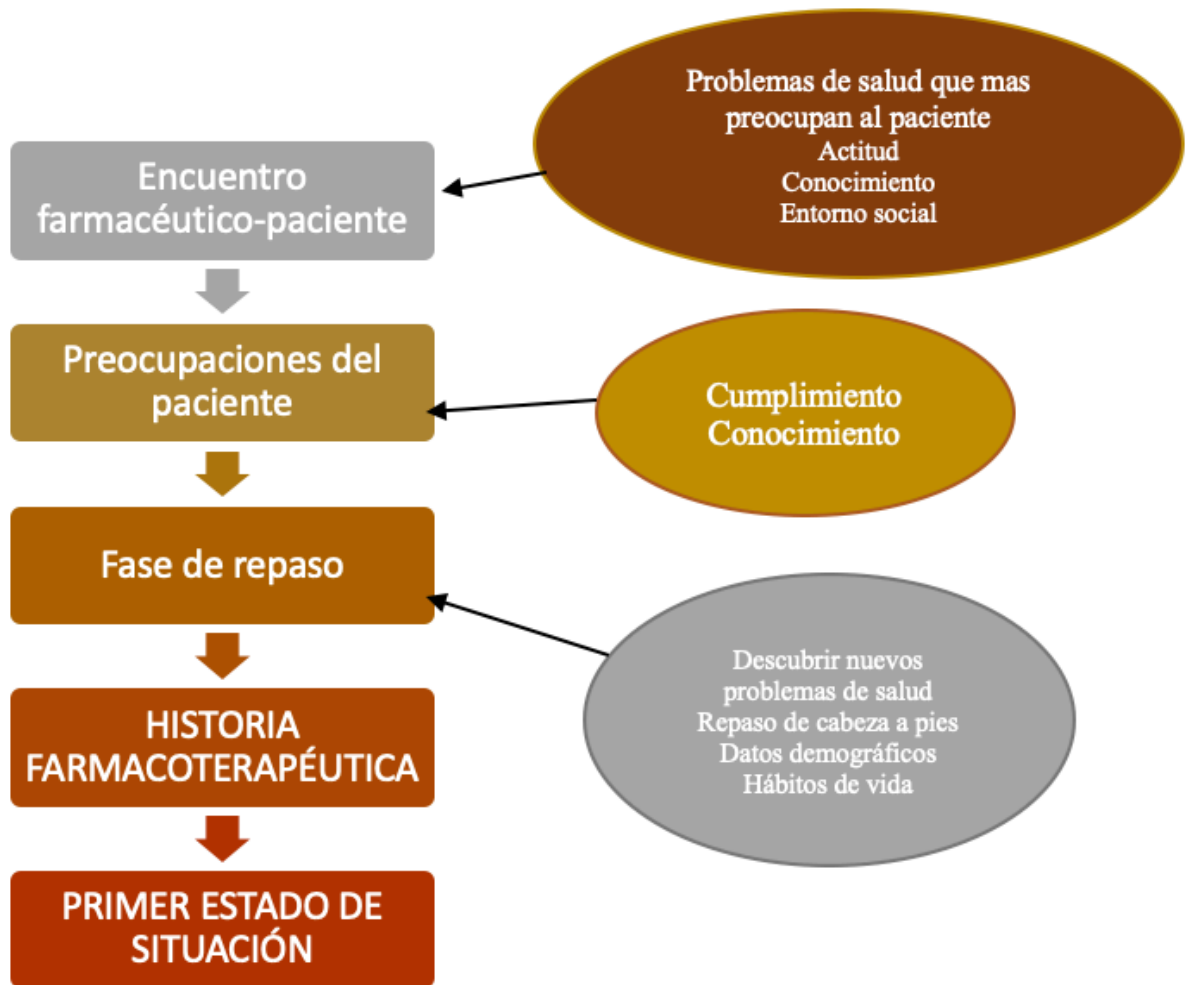 Problemas de salud que mas
preocupan al paciente
Actitud
Conocimiento
Entorno social
Encuentro
farmacéutico-paciente
Preocupaciones del
paciente
Cumplimiento
Conocimiento
Fase de repaso
Descubrir nuevos
problemas de salud
Repaso de cabeza a pies
Datos demográficos
Hábitos de vida
HISTORIA
FARMACOTERAPÉUTICA
PRIMER ESTADO DE
SITUACIÓN